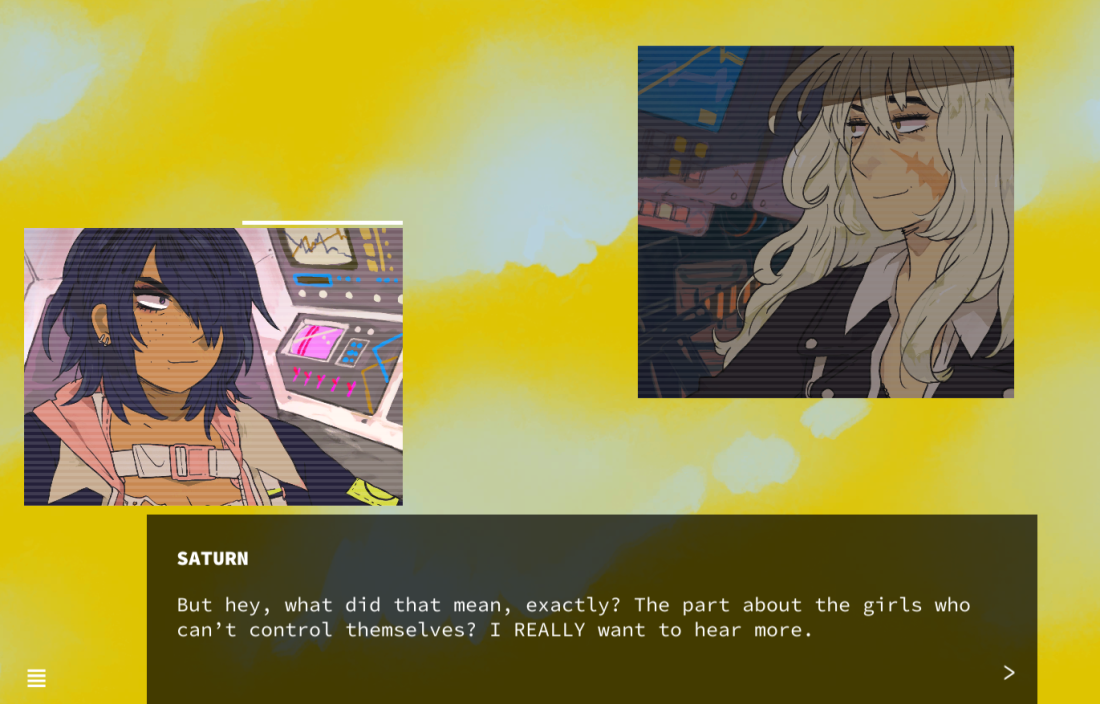 SATURN
But hey, what did that mean, exactly? The part about the girls who
can’t control themselves? I REALLY want to hear more.